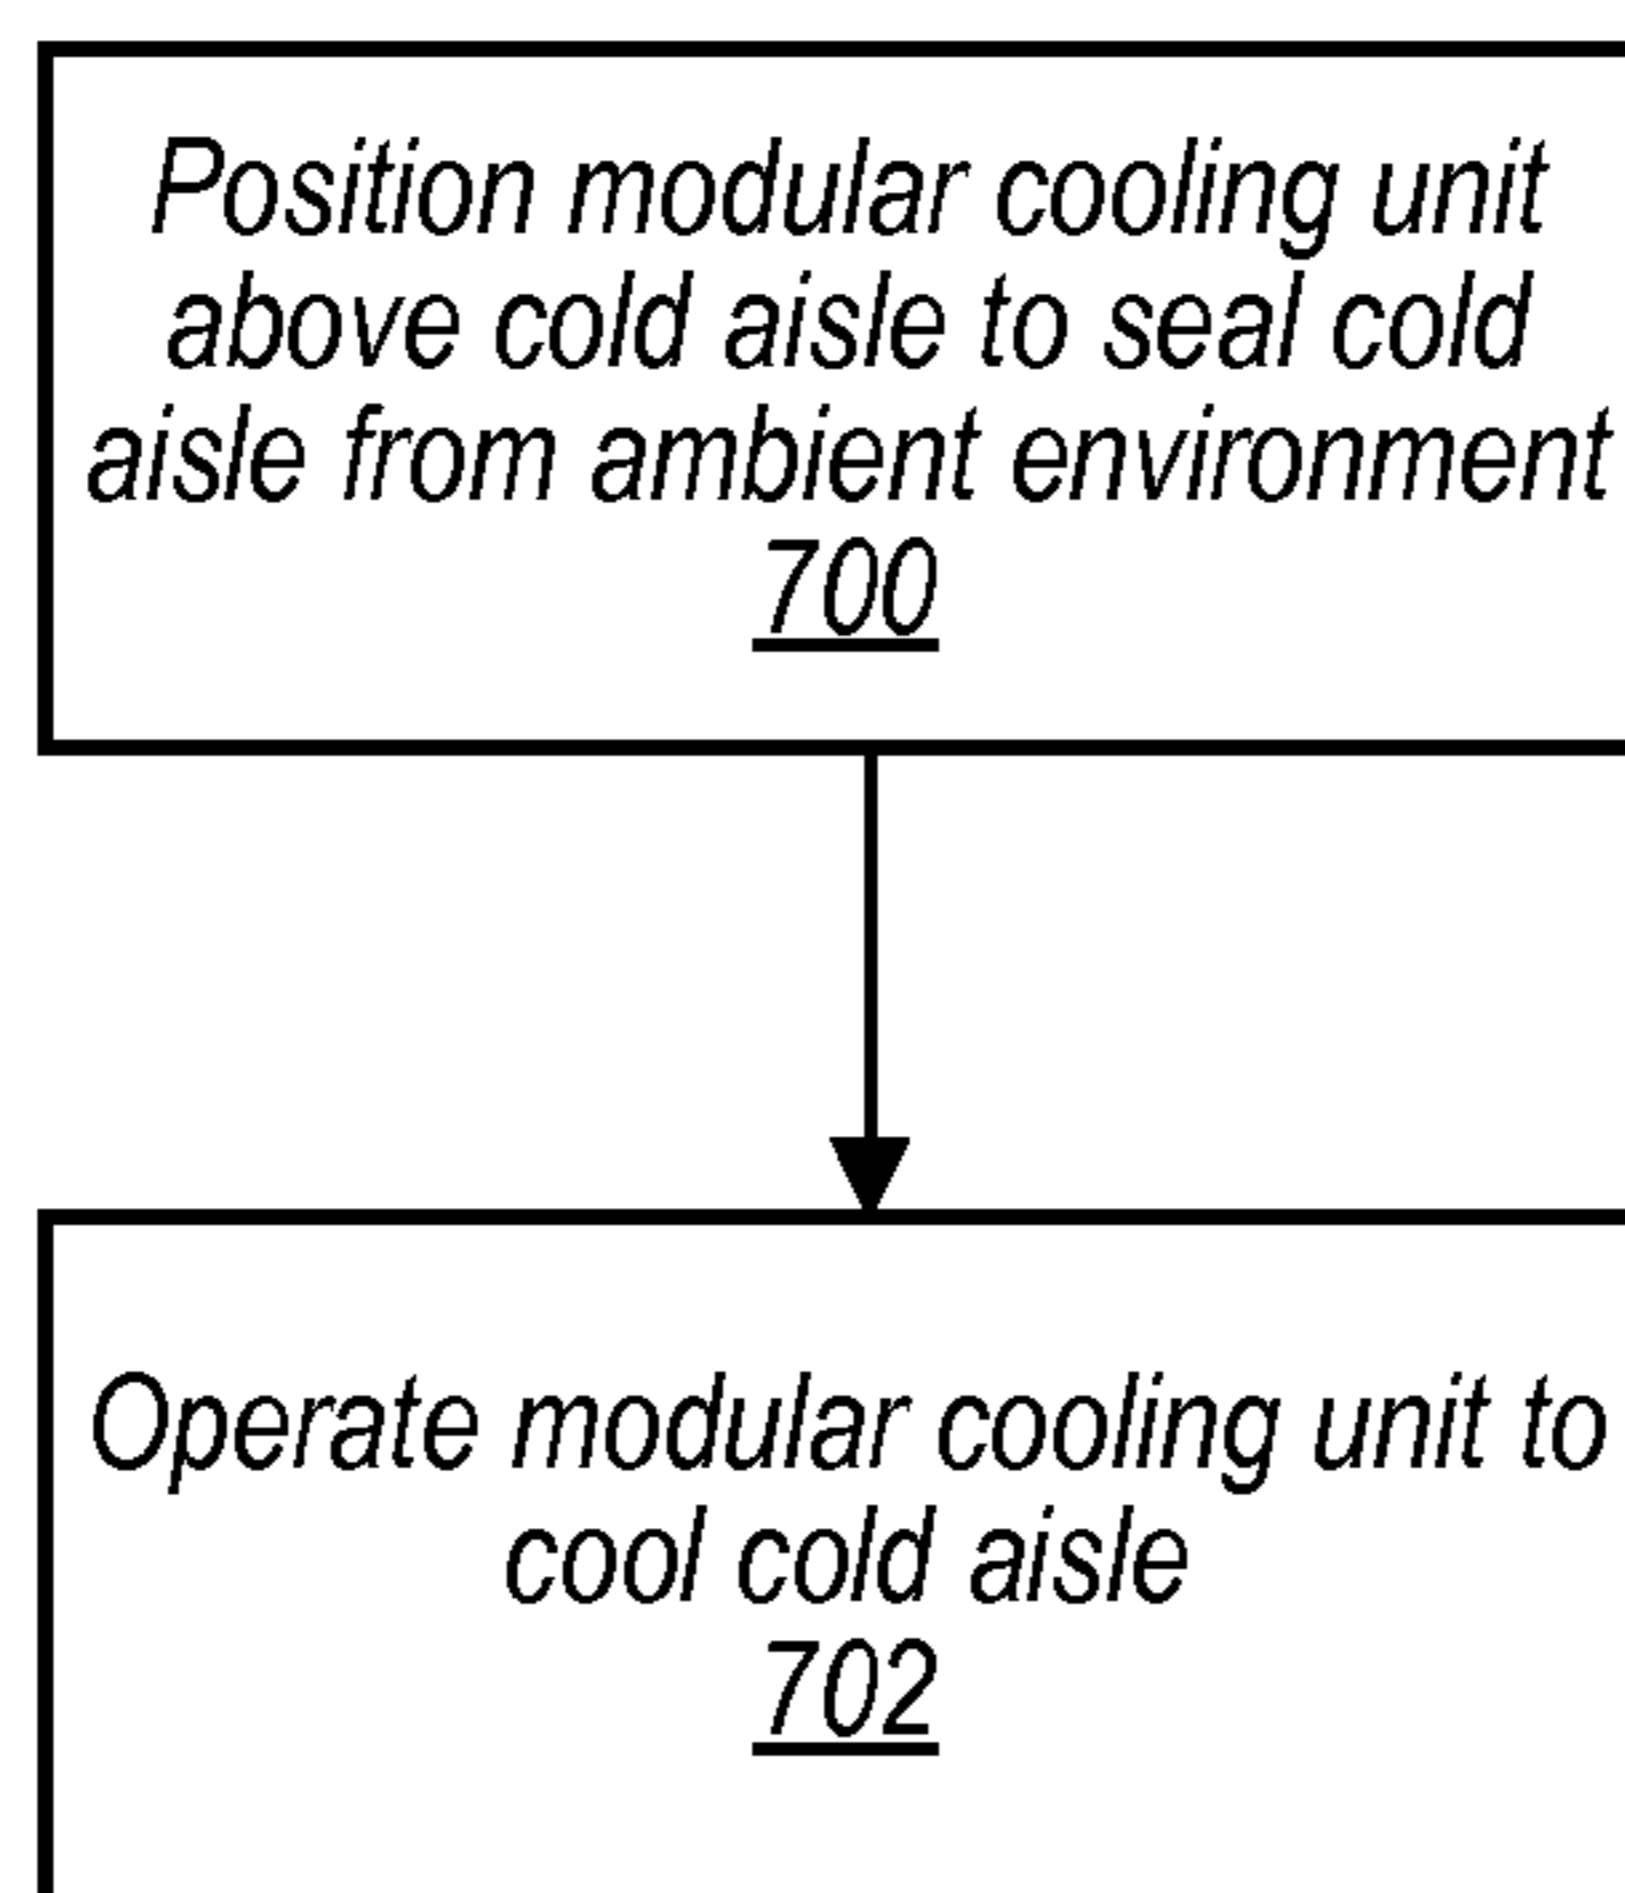 Position modular cooling unit
above cold aisle to seal cold
aisle from ambient environment
700
Operate modular cooling unit to
cool cold aisle
702